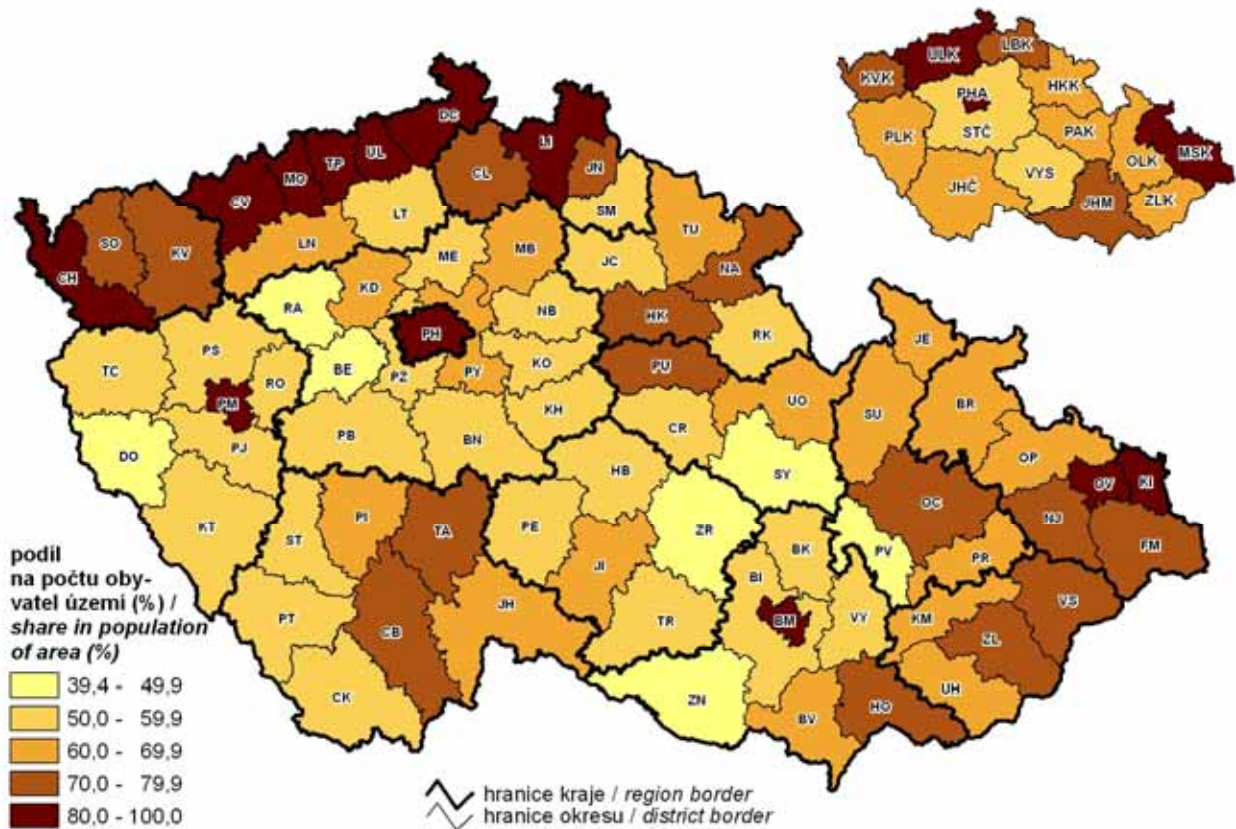 ULK
LBK
KVK
HKK
PHA
PLK
STČ
PAK
MSK
OLK
VYS
JHČ
JHM
ZLK
DC
LI
UL
TP
MO
CL
JN
CV
LT
SM
SO
KV
LN
ME
MB
TU
CH
JC
NA
KD
RA
NB
HK
PH
RK
JE
PS
TC
BE
PZ
PY
KO
PU
RO
PM
UO
SU
BR
KH
DO
PJ
PB
BN
CR
OP
HB
SY
OV
KI
KT
ST
PI
TA
PE
ZR
OC
NJ
FM
BK
PV
PR
JI
BI
VS
JH
PT
CB
TR
BM
VY
KM
ZL
CK
ZN
BV
HO
UH
podíl
na počtu oby-
vatel území (%) /
share in population
of area (%)
39,4 - 49,9
50,0 - 59,9
60,0 - 69,9
70,0 - 79,9
80,0 - 100,0
hranice kraje / region border
hranice okresu / district border